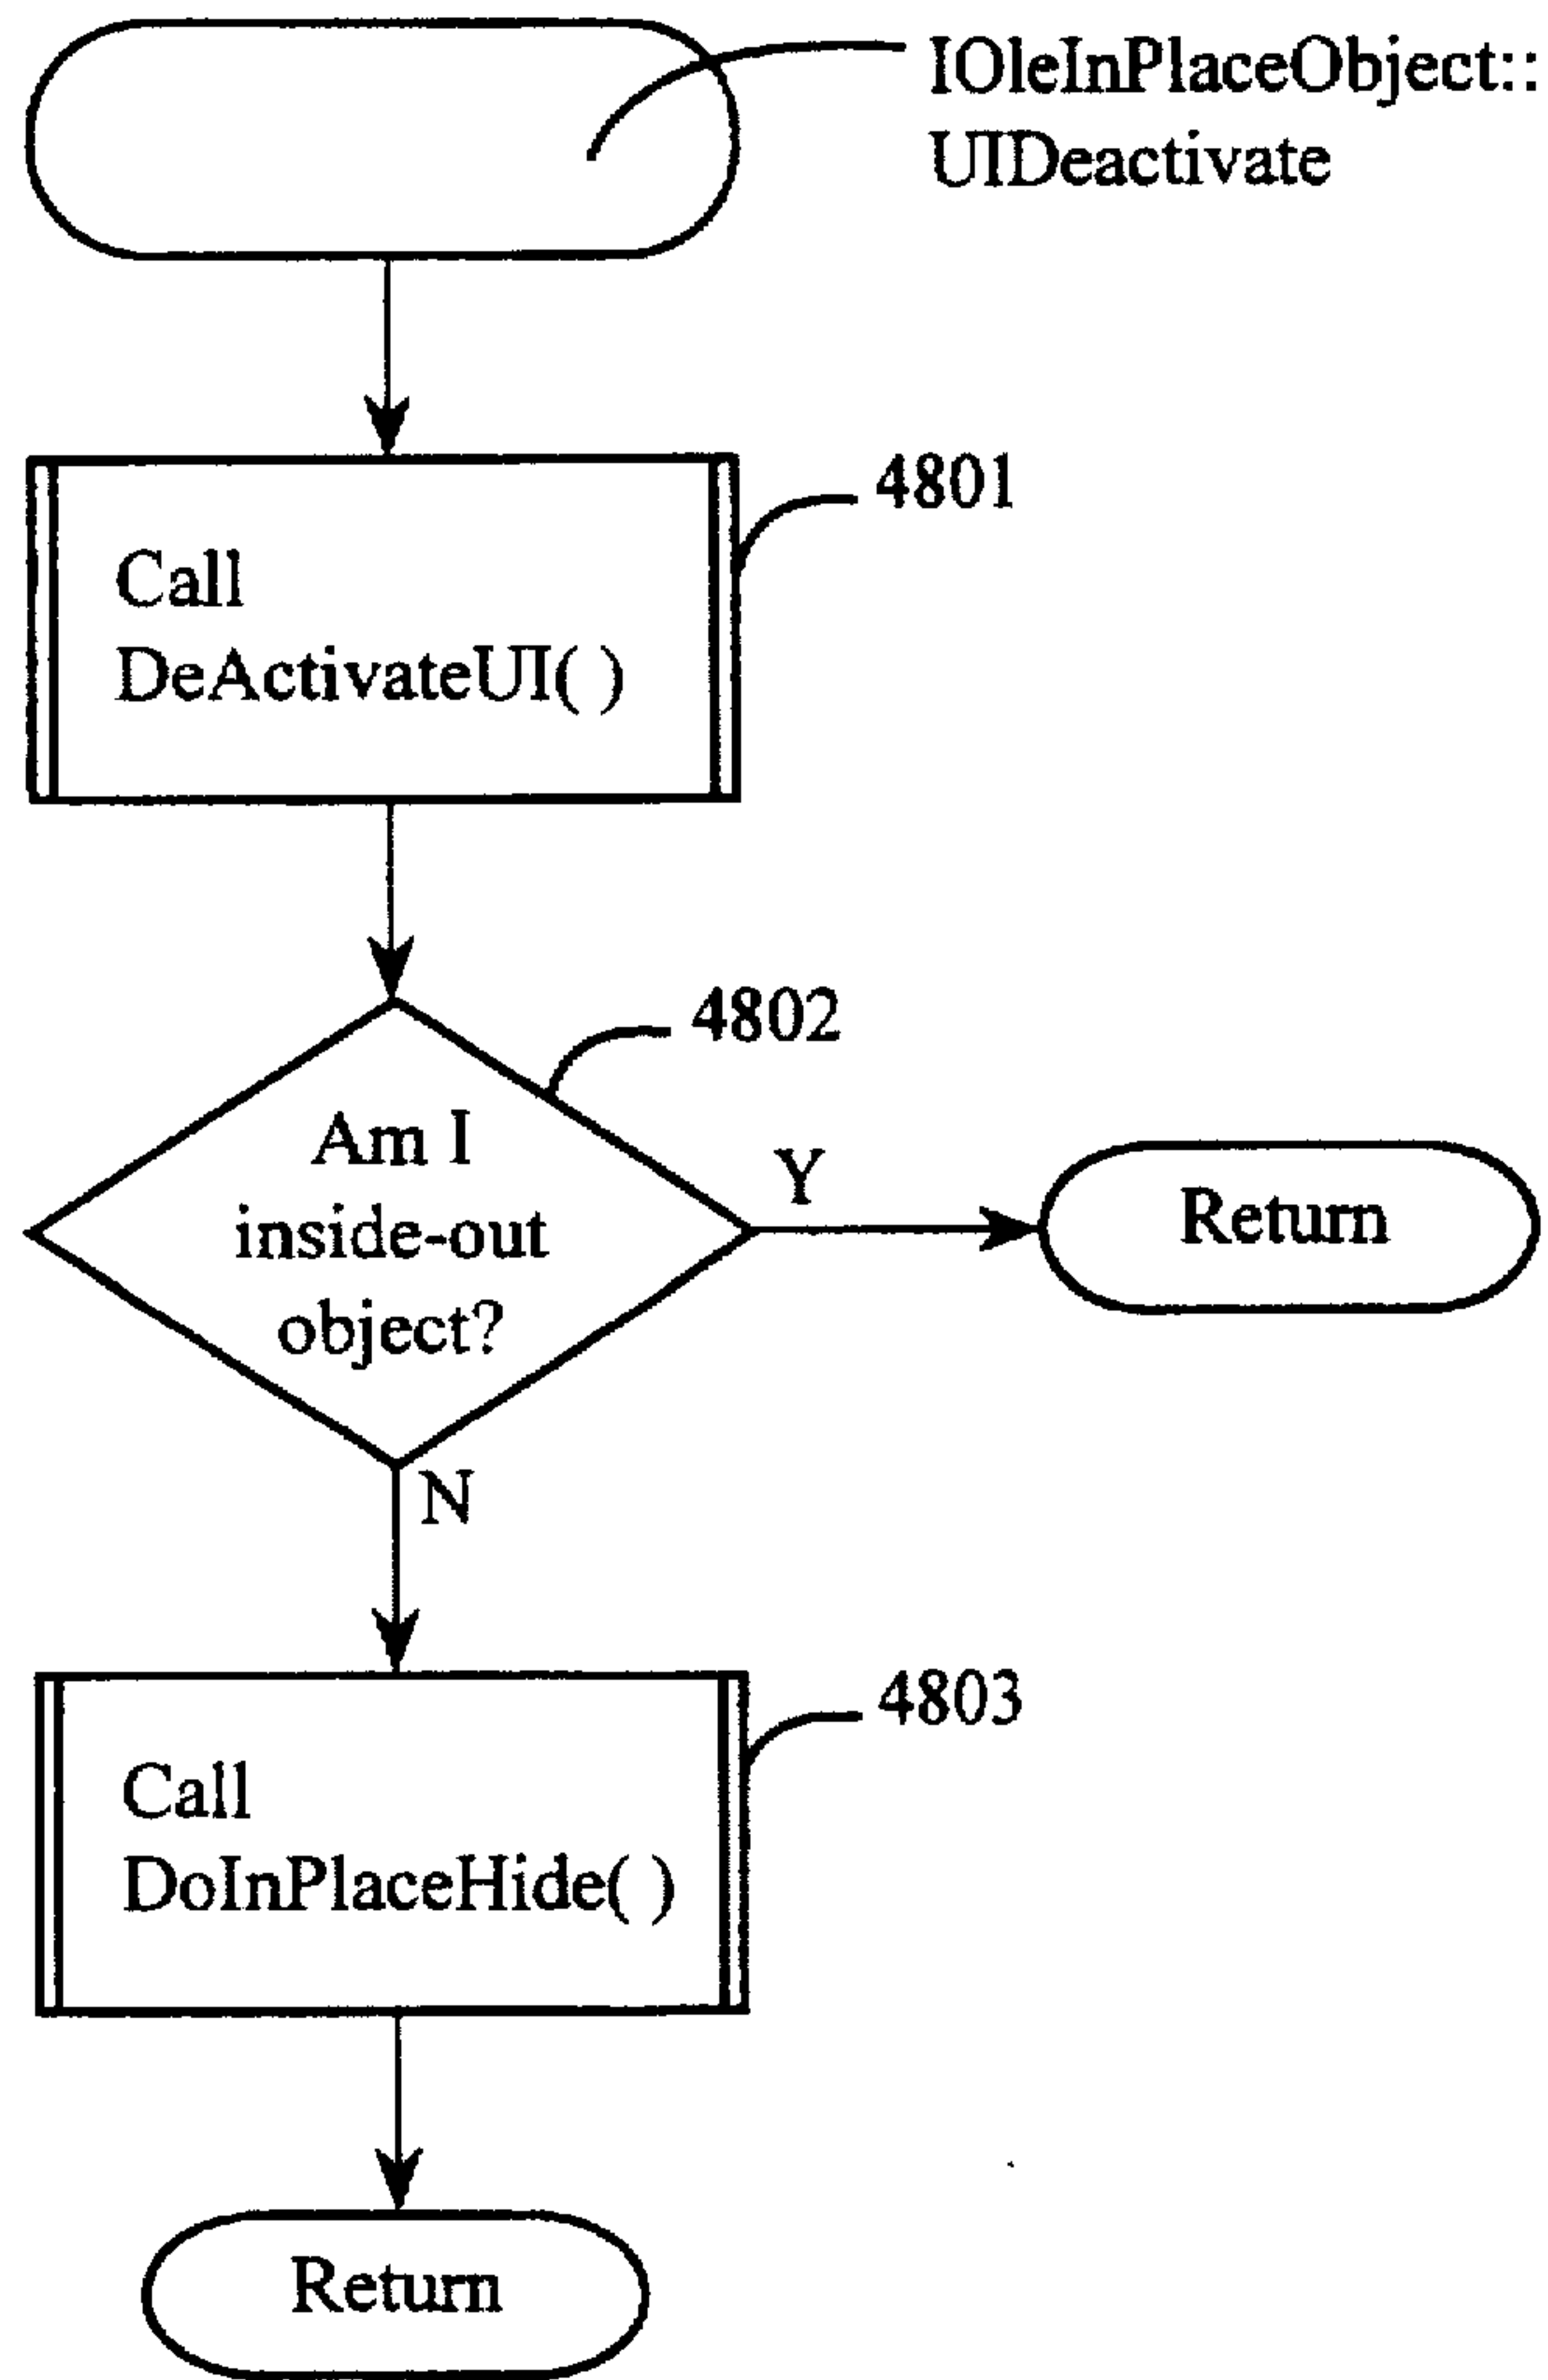 IOleInPlaceObject::
UIDeactivate
4801
Call
DeActivateUI( )
4802
Am I
inside-out
object?
Y
Return
N
4803
Call
DoInPlaceHide( )
Return